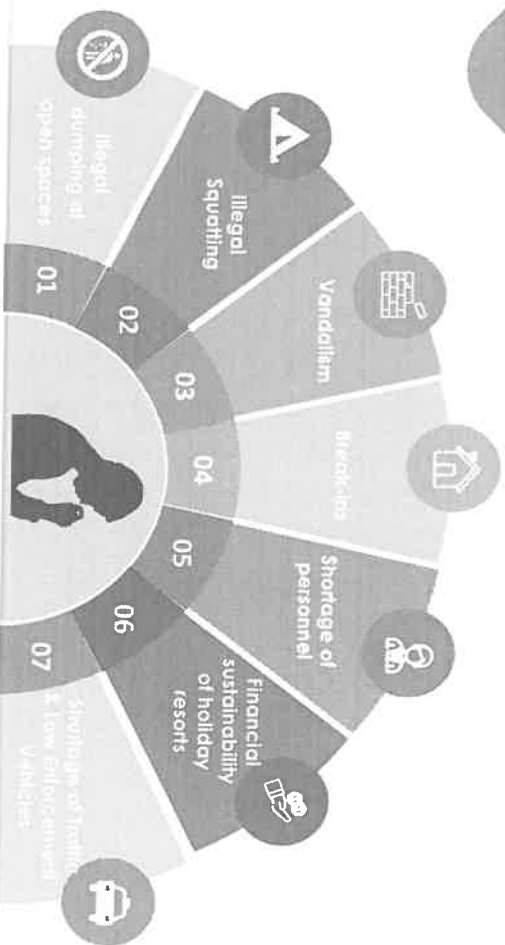 01
Illegal
dumping at
open spaces
02
Illegal
Squatting
03
Vandalism
04
Break-ins
05
Shortage of
personnel
06
Financial
sustainability
of holiday
resorts
07
Shortage of Traffic
& Law Enforcement
Vehicles